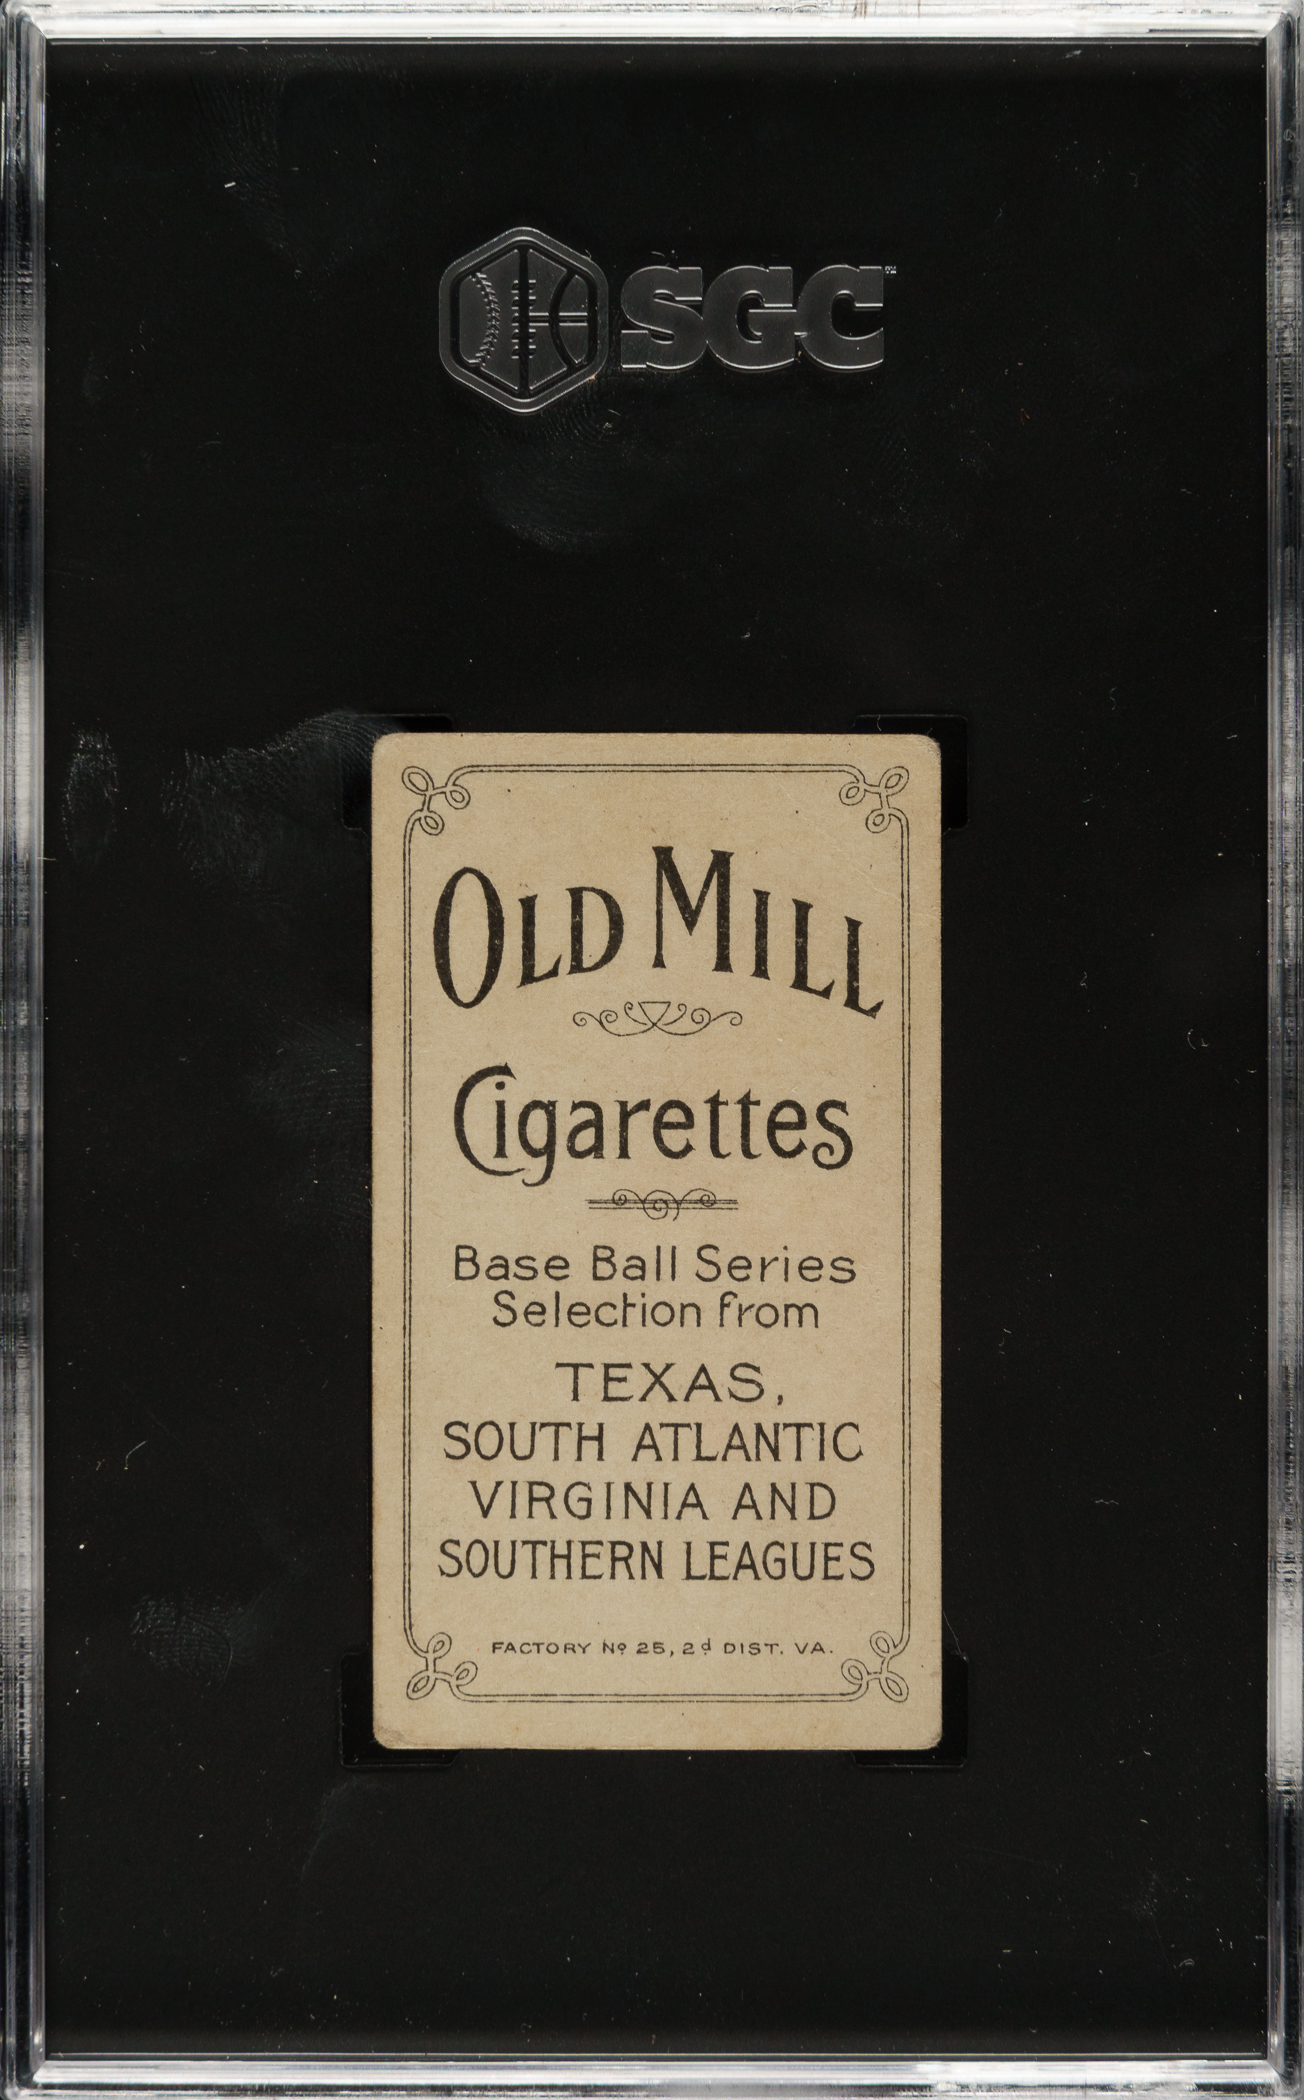 SGC™
OLD MILL
Cigarettes
Base Ball Series
Selection from
TEXAS,
SOUTH ATLANTIC
VIRGINIA AND
SOUTHERN LEAGUES
FACTORY Nº 25, 2d DIST. VA.